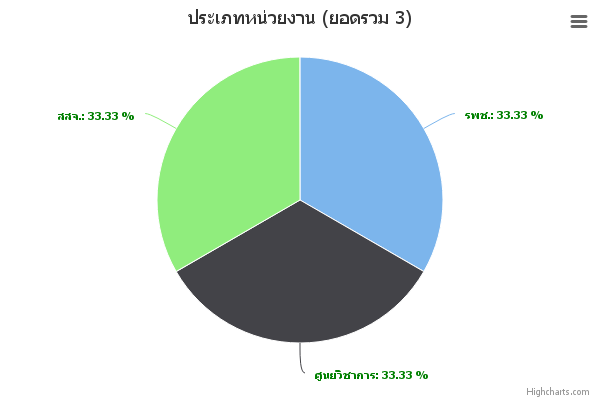 ประเภทหน่วยงาน (ยอดรวม 3)
สสจ.: 33.33 %
รพช.: 33.33 %
ศูนย์วิชาการ: 33.33 %
Highcharts.com